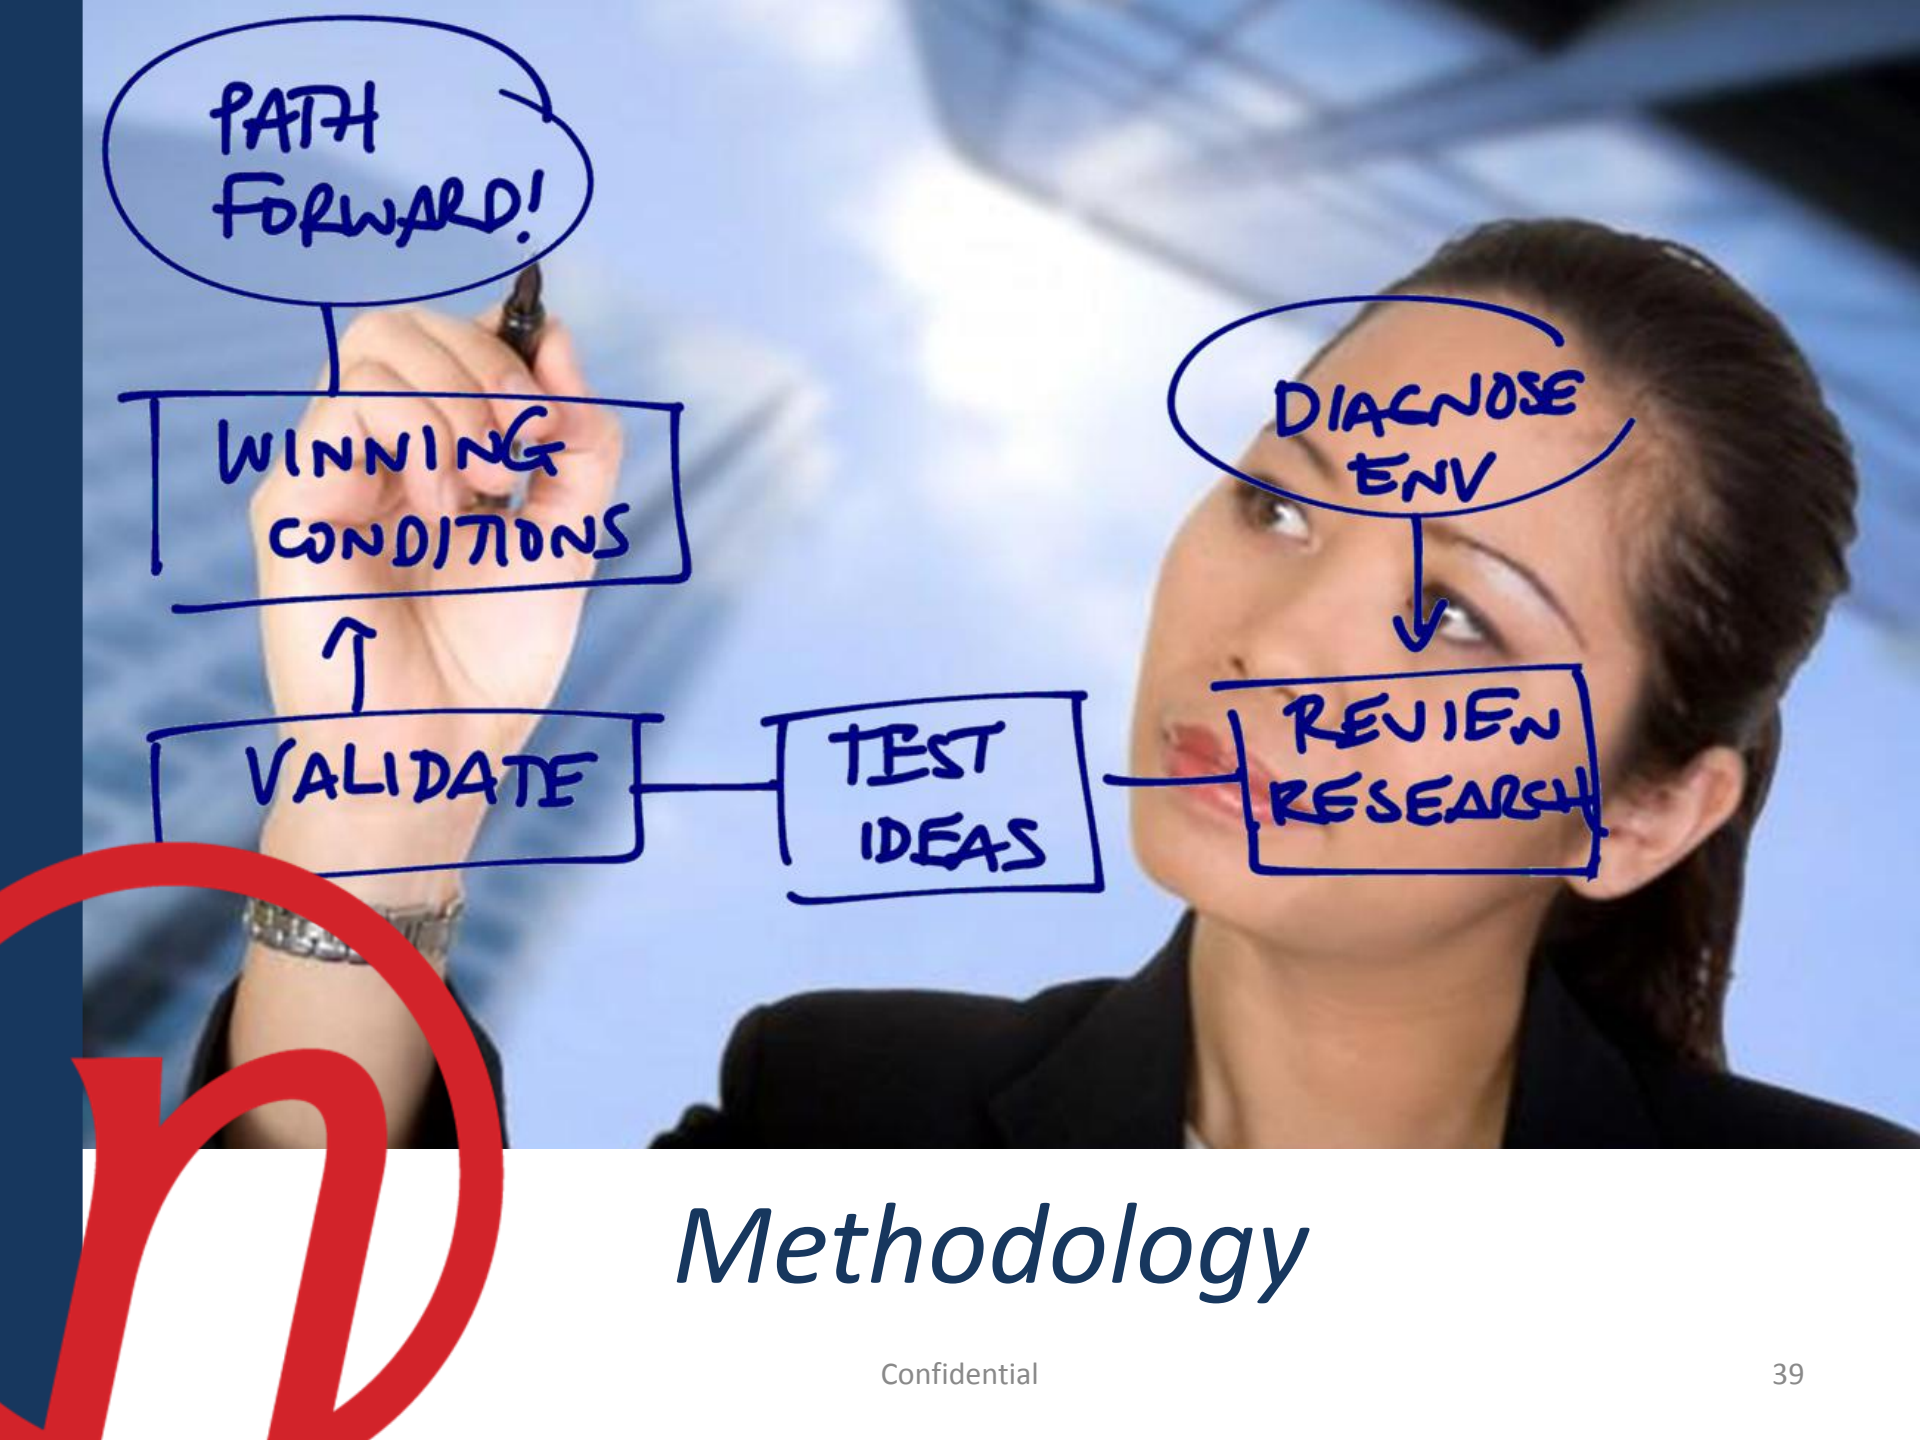 PATH
FORWARD!
WINNING
CONDITIONS
VALIDATE
TEST
IDEAS
DIAGNOSE
ENV
REVIEW
RESEARCH
n
Methodology
Confidential
39